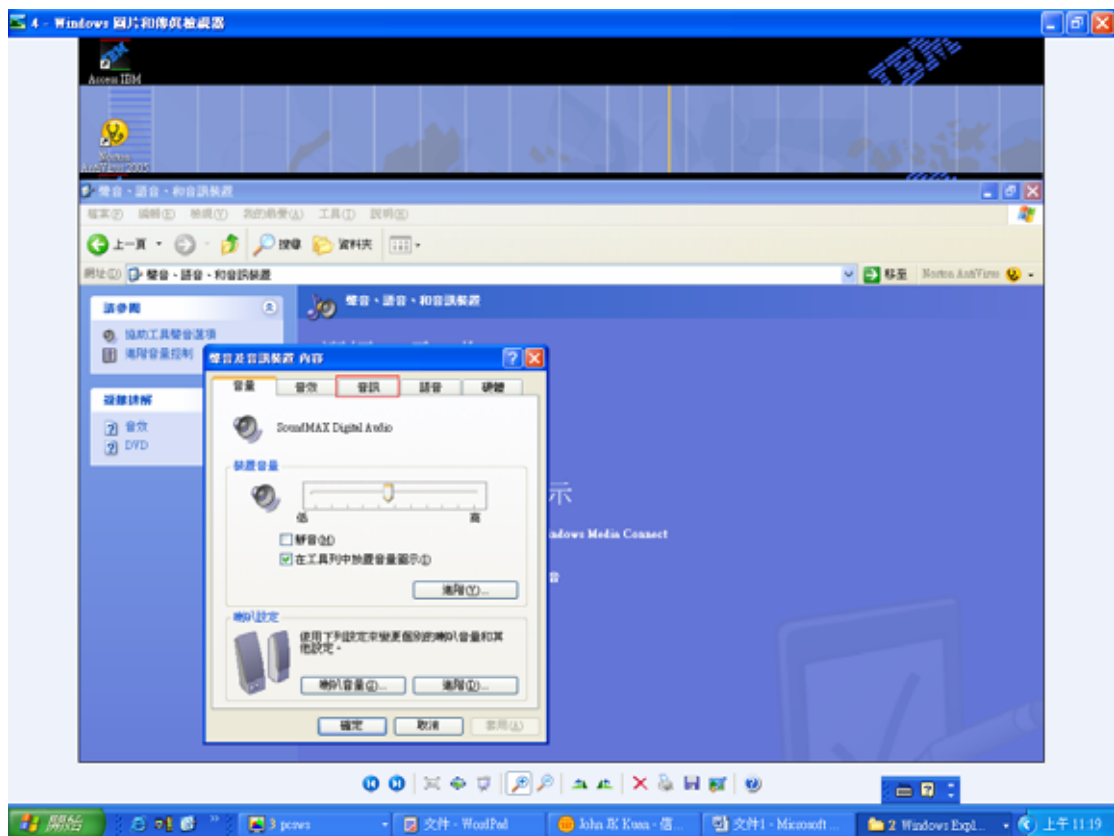 4 - Windows 圖片和傳真檢視器
Access IBM
IBM
Norton
AntiVirus 2005
聲音、語音、和音訊裝置
檔案(F) 編輯(E) 檢視(V) 我的最愛(A) 工具(T) 說明(H)
上一頁 搜尋 資料夾
網址(D) 聲音、語音、和音訊裝置 移至 Norton AntiVirus
請參閱
協助工具聲音選項
進階音量控制
疑難排解
音效
DVD
聲音、語音、和音訊裝置
聲音及音訊裝置 內容
音量 音效 音訊 語音 硬體
SoundMAX Digital Audio
裝置音量
低 高
靜音(M)
在工具列中放置音量圖示(I)
進階(V)...
喇叭設定
使用下列設定來變更個別的喇叭音量和其
他設定。
喇叭音量(S)... 進階(D)...
確定 取消 套用(A)
示
indows Media Connect
音
開始 3 pcsws 文件 - WordPad 文件1 - Microsoft ... 2 Windows Expl... 上午 11:19